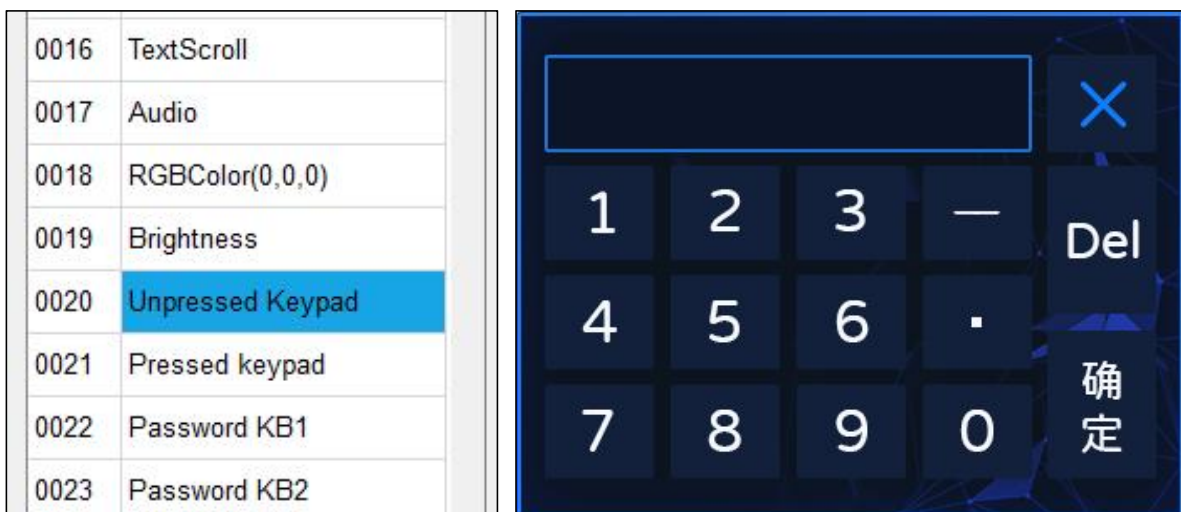 0016 TextScroll
0017 Audio
0018 RGBColor(0,0,0)
0019 Brightness
0020 Unpressed Keypad
0021 Pressed keypad
0022 Password KB1
0023 Password KB2
×
1 2 3 — Del
4 5 6 .
确
定
7 8 9 0